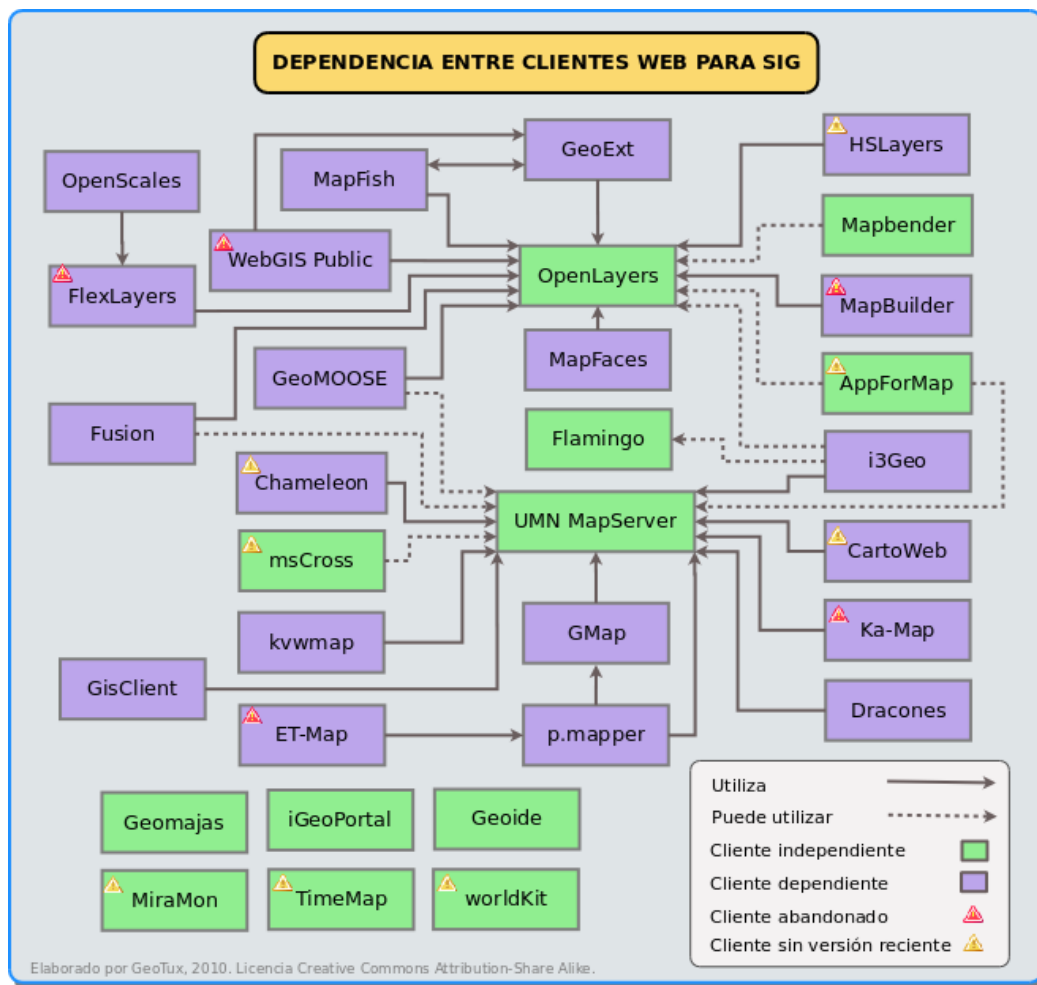 DEPENDENCIA ENTRE CLIENTES WEB PARA SIG
GeoExt
HSLayers
MapFish
OpenScales
Mapbender
WebGIS Public
OpenLayers
FlexLayers
MapBuilder
MapFaces
GeoMOOSE
AppForMap
Fusion
Flamingo
i3Geo
Chameleon
UMN MapServer
msCross
CartoWeb
kvwmap
GMap
Ka-Map
GisClient
Dracones
ET-Map
p.mapper
Geomajas
iGeoPortal
Geoide
MiraMon
TimeMap
worldKit
Utiliza
Puede utilizar
Cliente independiente
Cliente dependiente
Cliente abandonado
Cliente sin versión reciente
Elaborado por GeoTux, 2010. Licencia Creative Commons Attribution-Share Alike.